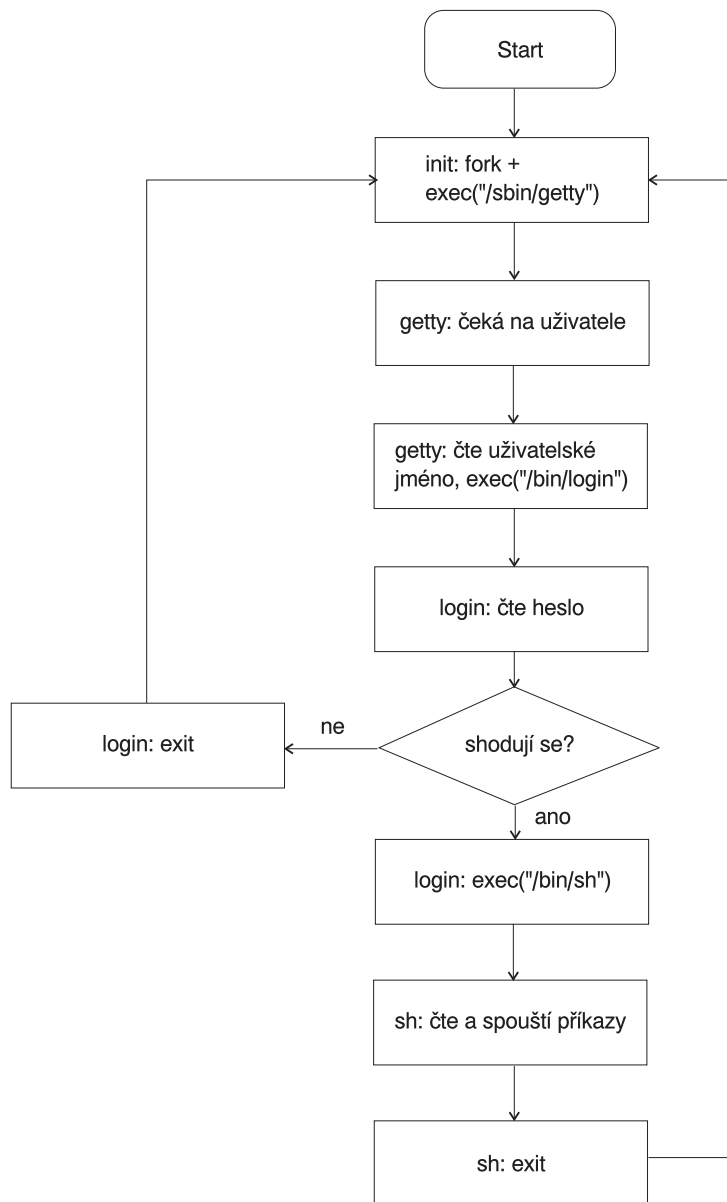 Start
init: fork +
exec("/sbin/getty")
getty: čeká na uživatele
getty: čte uživatelské
jméno, exec("/bin/login")
login: čte heslo
shodují se?
ne
login: exit
ano
login: exec("/bin/sh")
sh: čte a spouští příkazy
sh: exit